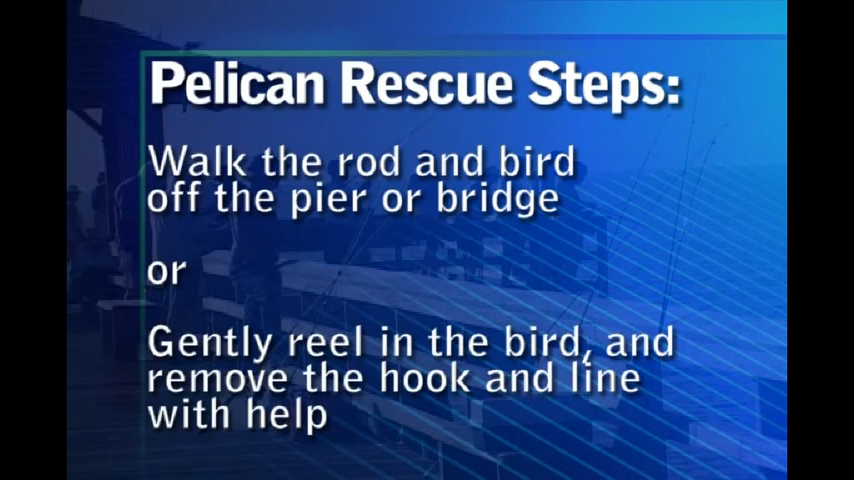 Pelican Rescue Steps:
Walk the rod and bird
off the pier or bridge
or
Gently reel in the bird, and
remove the hook and line
with help